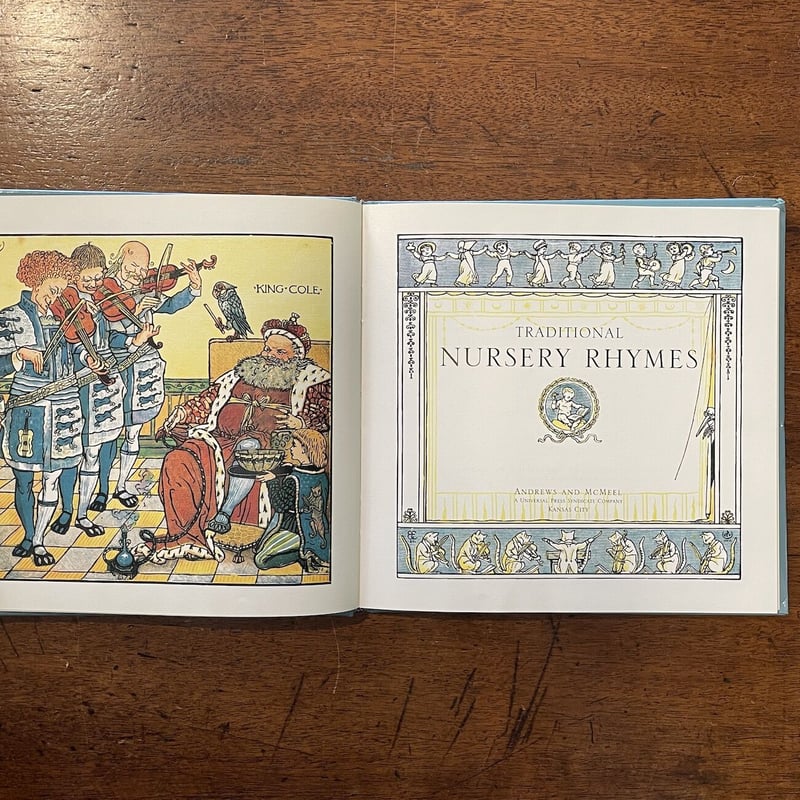 ·KING·COLE·
TRADITIONAL
NURSERY RHYMES
ANDREWS AND MCMEEL
A UNIVERSAL PRESS SYNDICATE COMPANY
KANSAS CITY